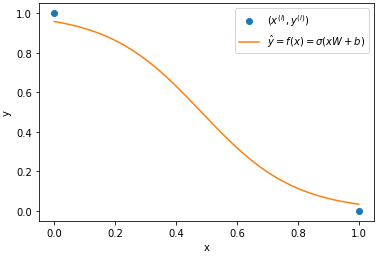 1.0
0.8
0.6
0.4
0.2
0.0
y
(x^{(i)}, y^{(i)})
ŷ = f(x) = σ(xW + b)
0.0 0.2 0.4 0.6 0.8 1.0
x